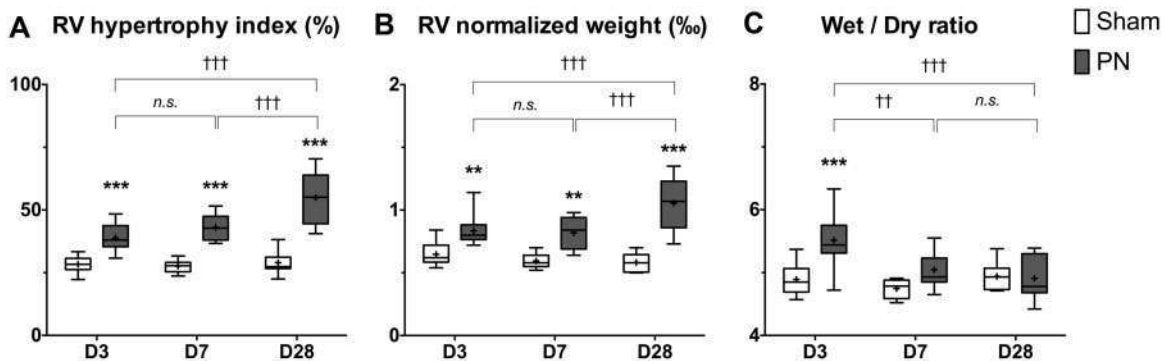 A RV hypertrophy index (%)
†††
n.s. †††
100
50
0
*** *** ***
D3 D7 D28
B RV normalized weight (‰)
†††
n.s. †††
2
1
0
** ** ***
D3 D7 D28
C Wet / Dry ratio
†††
†† n.s.
8
6
4
***
D3 D7 D28
Sham
PN